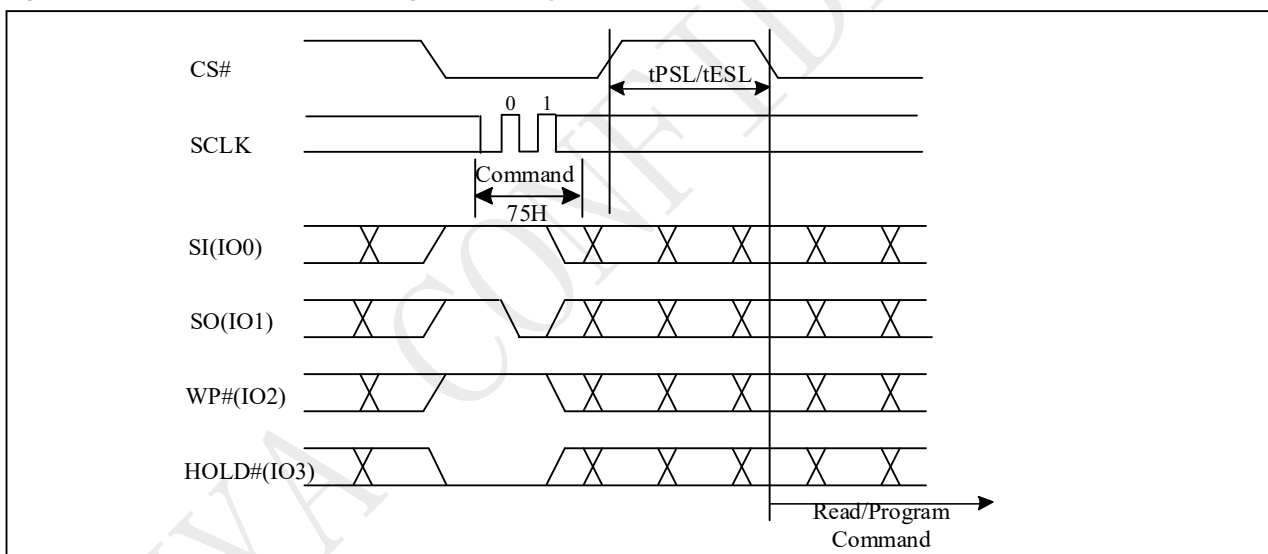 CS#
tPSL/tESL
0 1
SCLK
Command
75H
SI(IO0)
SO(IO1)
WP#(IO2)
HOLD#(IO3)
Read/Program
Command